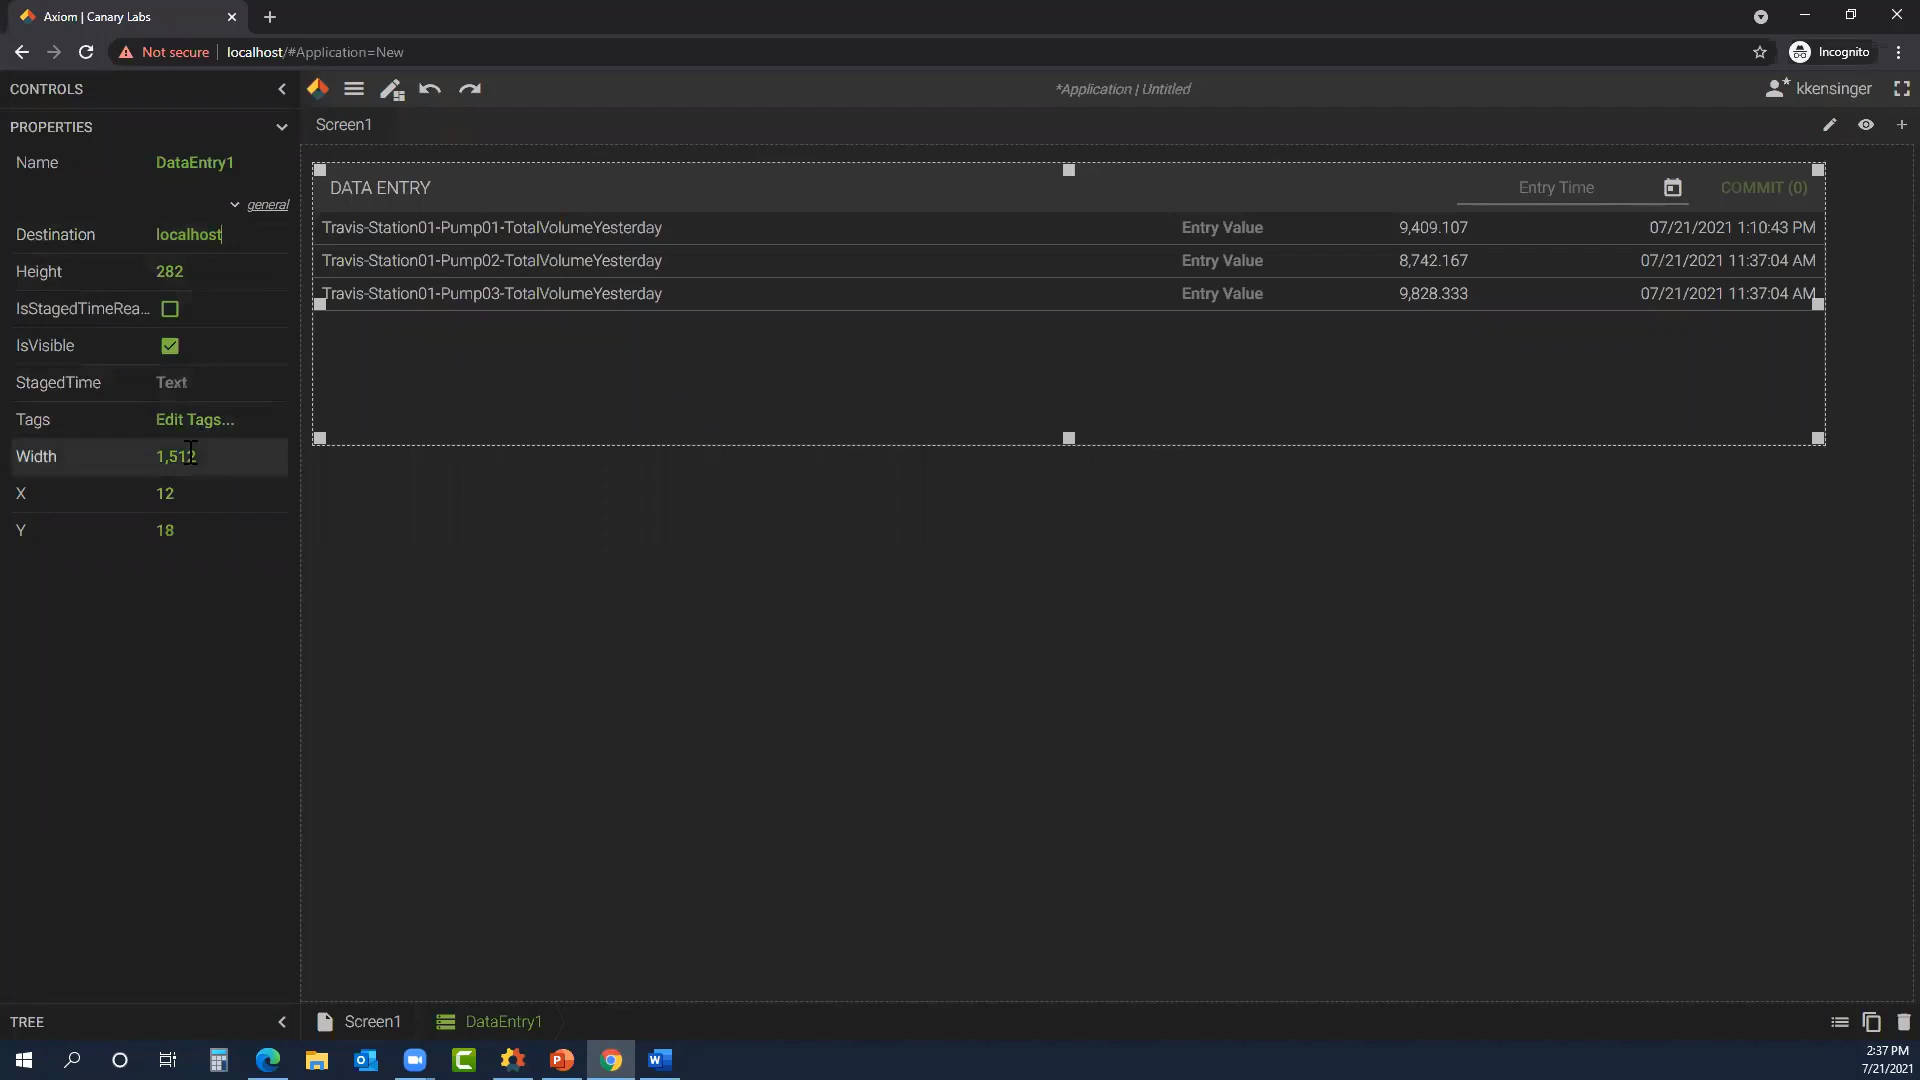 Axiom | Canary Labs
Not secure
localhost/#Application=New
Incognito
CONTROLS
*Application | Untitled
kkensinger
PROPERTIES
Screen1
Name DataEntry1
general
Destination localhost
Height 282
IsStagedTimeRea...
IsVisible
StagedTime Text
Tags Edit Tags...
Width 1,512
X 12
Y 18
DATA ENTRY Entry Time COMMIT (0)
Travis-Station01-Pump01-TotalVolumeYesterday Entry Value 9,409.107 07/21/2021 1:10:43 PM
Travis-Station01-Pump02-TotalVolumeYesterday Entry Value 8,742.167 07/21/2021 11:37:04 AM
Travis-Station01-Pump03-TotalVolumeYesterday Entry Value 9,828.333 07/21/2021 11:37:04 AM
TREE
Screen1 DataEntry1
2:37 PM
7/21/2021